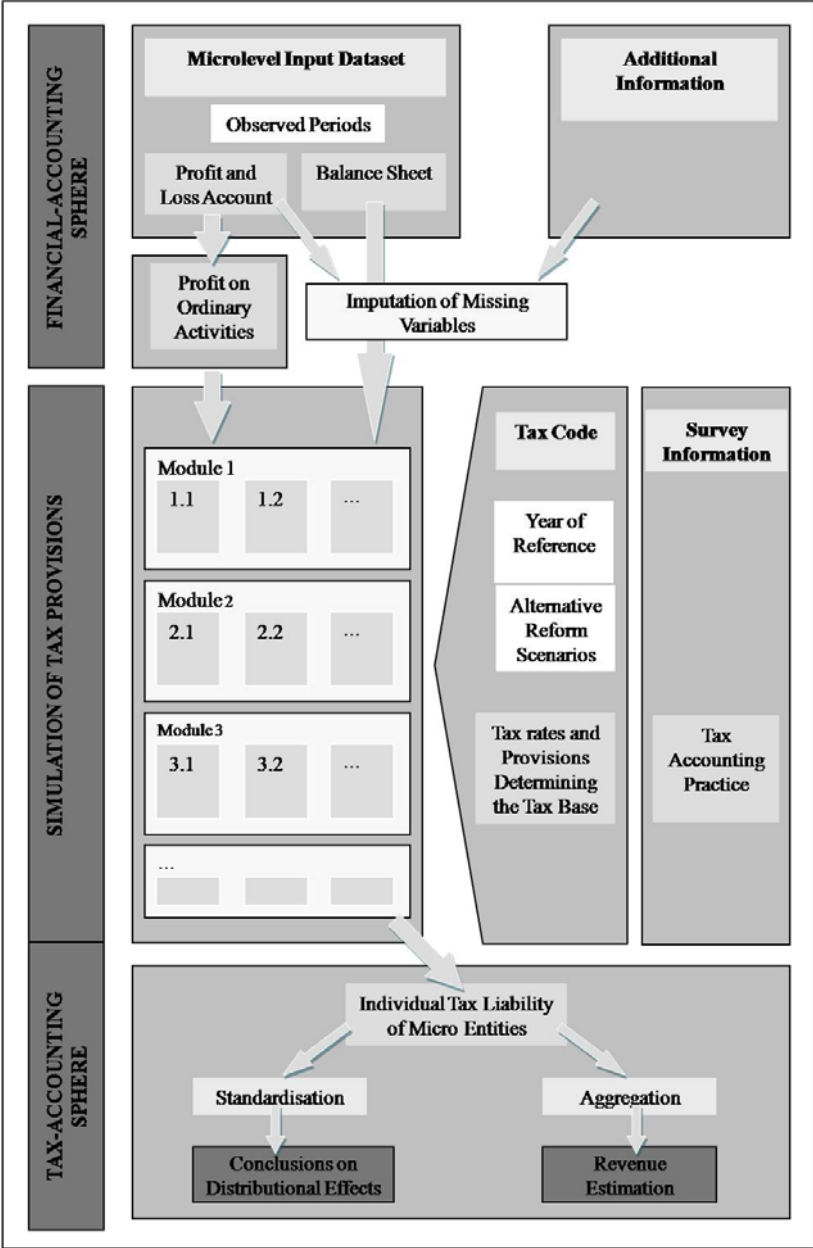 FINANCIAL-ACCOUNTING
SPHERE
Microlevel Input Dataset
Observed Periods
Profit and
Loss Account
Balance Sheet
Additional
Information
Profit on
Ordinary
Activities
Imputation of Missing
Variables
SIMULATION OF TAX PROVISIONS
Module 1
1.1
1.2
...
Module 2
2.1
2.2
...
Module 3
3.1
3.2
...
...
Tax Code
Year of
Reference
Alternative
Reform
Scenarios
Tax rates and
Provisions
Determining
the Tax Base
Survey
Information
Tax
Accounting
Practice
TAX-ACCOUNTING
SPHERE
Individual Tax Liability
of Micro Entities
Standardisation
Aggregation
Conclusions on
Distributional Effects
Revenue
Estimation